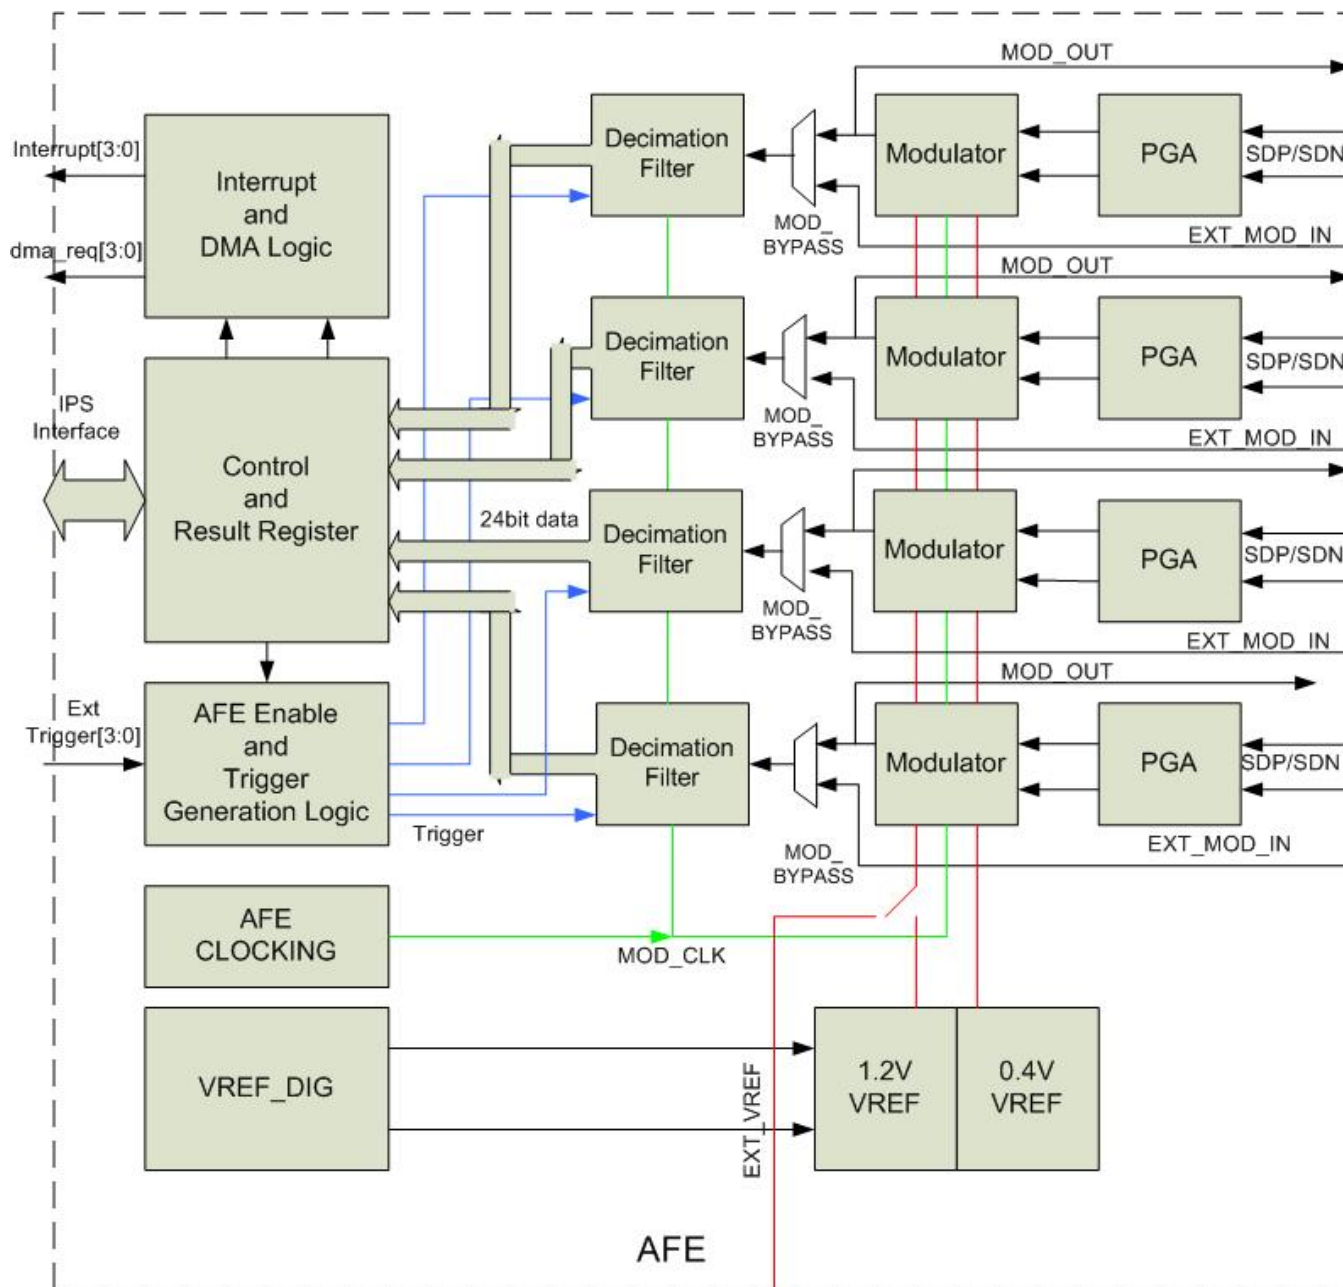 MOD_OUT
Interrupt[3:0]
Interrupt
and
DMA Logic
Decimation
Filter
Modulator
PGA
SDP/SDN
MOD_
BYPASS
EXT_MOD_IN
dma_req[3:0]
MOD_OUT
Decimation
Filter
Modulator
PGA
SDP/SDN
MOD_
BYPASS
EXT_MOD_IN
IPS
Interface
Control
and
Result Register
24bit data
Decimation
Filter
Modulator
PGA
SDP/SDN
MOD_
BYPASS
EXT_MOD_IN
MOD_OUT
Ext
Trigger[3:0]
AFE Enable
and
Trigger
Generation Logic
Trigger
Decimation
Filter
Modulator
PGA
SDP/SDN
MOD_
BYPASS
EXT_MOD_IN
AFE
CLOCKING
MOD_CLK
VREF_DIG
EXT_VREF
1.2V
VREF
0.4V
VREF
AFE